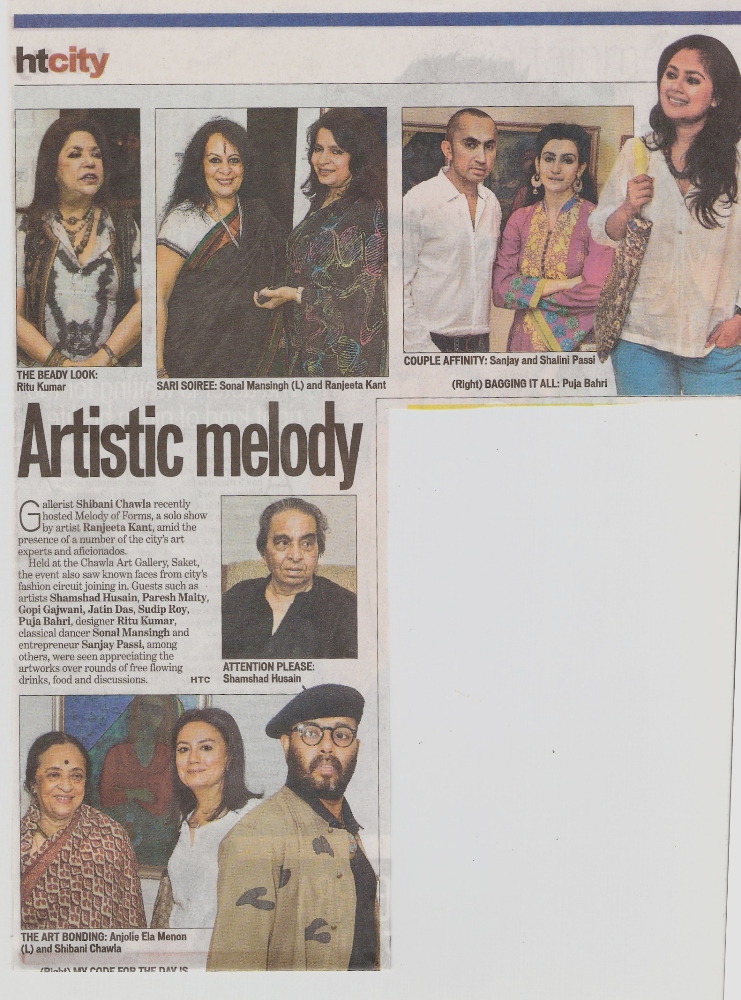 htcity
THE BEADY LOOK:
Ritu Kumar
SARI SOIREE: Sonal Mansingh (L) and Ranjeeta Kant
COUPLE AFFINITY: Sanjay and Shalini Passi
(Right) BAGGING IT ALL: Puja Bahri
Artistic melody
Gallerist Shibani Chawla recently
hosted Melody of Forms, a solo show
by artist Ranjeeta Kant, amid the
presence of a number of the city's art
experts and aficionados.
Held at the Chawla Art Gallery, Saket,
the event also saw known faces from city's
fashion circuit joining in. Guests such as
artists Shamshad Husain, Paresh Maity,
Gopi Gajwani, Jatin Das, Sudip Roy,
Puja Bahri, designer Ritu Kumar,
classical dancer Sonal Mansingh and
entrepreneur Sanjay Passi, among
others, were seen appreciating the
artworks over rounds of free flowing
drinks, food and discussions. HTC
ATTENTION PLEASE:
Shamshad Husain
THE ART BONDING: Anjolie Ela Menon
(L) and Shibani Chawla
(Right) MY CODE FOR THE DAY IS